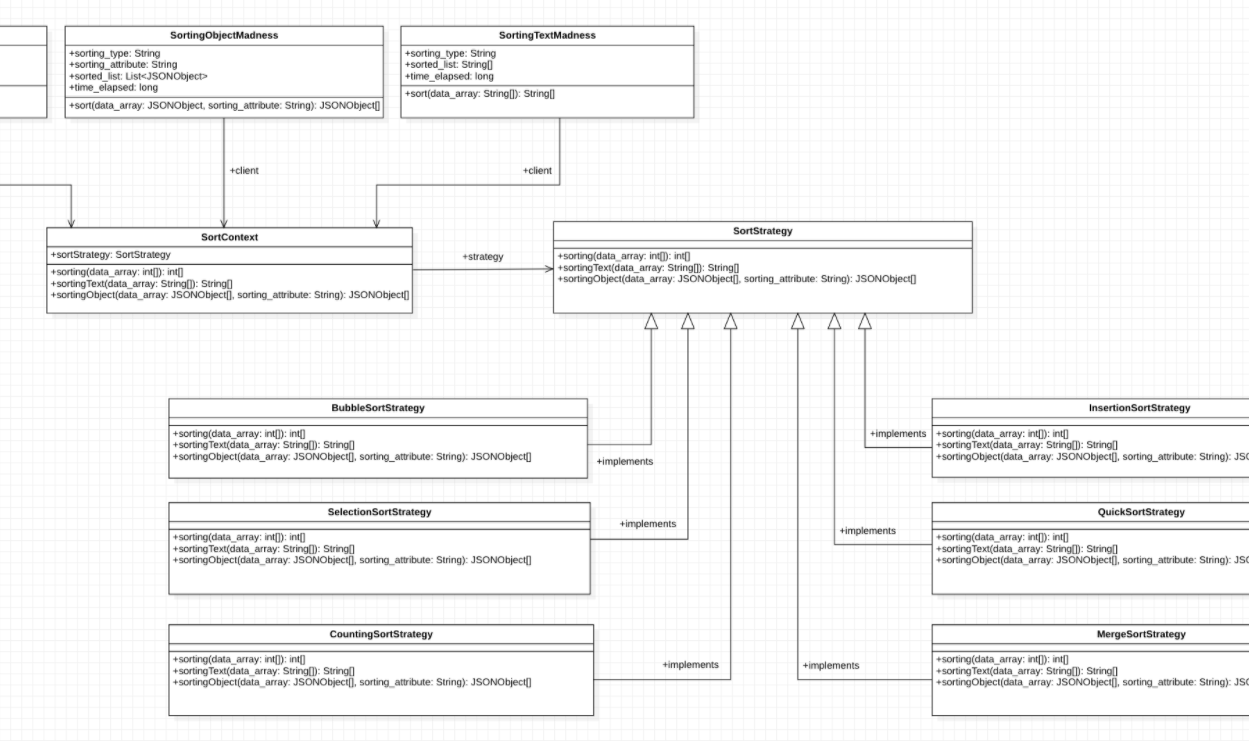 SortingObjectMadness
+sorting_type: String
+sorting_attribute: String
+sorted_list: List<JSONObject>
+time_elapsed: long
+sort(data_array: JSONObject, sorting_attribute: String): JSONObject[]
SortingTextMadness
+sorting_type: String
+sorted_list: String[]
+time_elapsed: long
+sort(data_array: String[]): String[]
+client
+client
SortContext
+sortStrategy: SortStrategy
+sorting(data_array: int[]): int[]
+sortingText(data_array: String[]): String[]
+sortingObject(data_array: JSONObject[], sorting_attribute: String): JSONObject[]
+strategy
SortStrategy
+sorting(data_array: int[]): int[]
+sortingText(data_array: String[]): String[]
+sortingObject(data_array: JSONObject[], sorting_attribute: String): JSONObject[]
BubbleSortStrategy
+sorting(data_array: int[]): int[]
+sortingText(data_array: String[]): String[]
+sortingObject(data_array: JSONObject[], sorting_attribute: String): JSONObject[]
+implements
+implements
InsertionSortStrategy
+sorting(data_array: int[]): int[]
+sortingText(data_array: String[]): String[]
+sortingObject(data_array: JSONObject[], sorting_attribute: String): JSO
SelectionSortStrategy
+sorting(data_array: int[]): int[]
+sortingText(data_array: String[]): String[]
+sortingObject(data_array: JSONObject[], sorting_attribute: String): JSONObject[]
+implements
+implements
QuickSortStrategy
+sorting(data_array: int[]): int[]
+sortingText(data_array: String[]): String[]
+sortingObject(data_array: JSONObject[], sorting_attribute: String): JSO
CountingSortStrategy
+sorting(data_array: int[]): int[]
+sortingText(data_array: String[]): String[]
+sortingObject(data_array: JSONObject[], sorting_attribute: String): JSONObject[]
+implements
+implements
MergeSortStrategy
+sorting(data_array: int[]): int[]
+sortingText(data_array: String[]): String[]
+sortingObject(data_array: JSONObject[], sorting_attribute: String): JSO